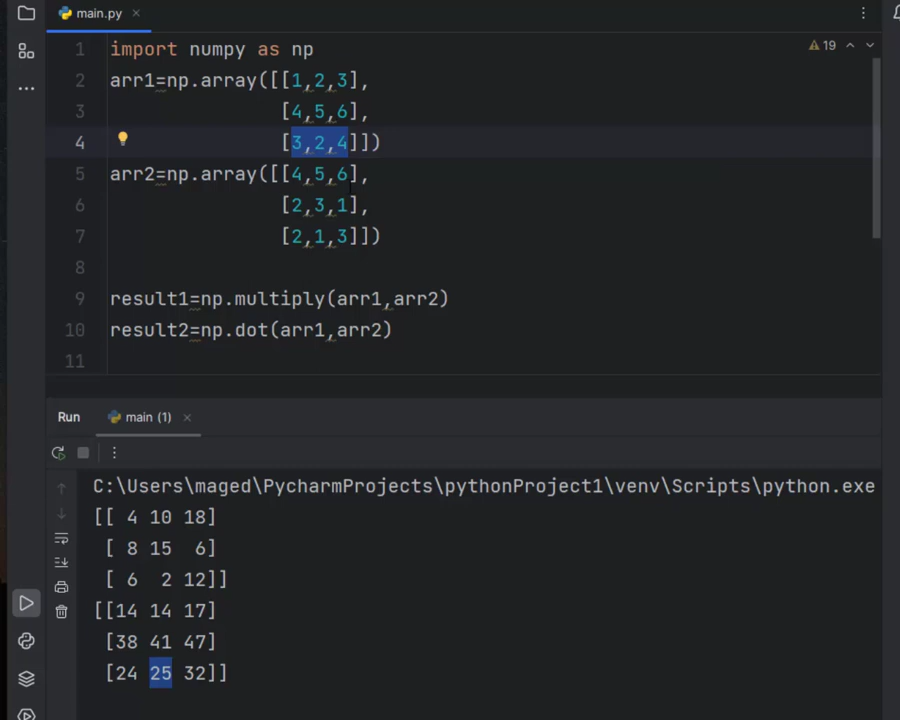 main.py
1 import numpy as np
19
2 arr1=np.array([[1,2,3],
3 [4,5,6],
4 [3,2,4]])
5 arr2=np.array([[4,5,6],
6 [2,3,1],
7 [2,1,3]])
8
9 result1=np.multiply(arr1,arr2)
10 result2=np.dot(arr1,arr2)
11
Run main (1)
C:\Users\maged\PycharmProjects\pythonProject1\venv\Scripts\python.exe
[[ 4 10 18]
[ 8 15  6]
[ 6  2 12]]
[[14 14 17]
[38 41 47]
[24 25 32]]